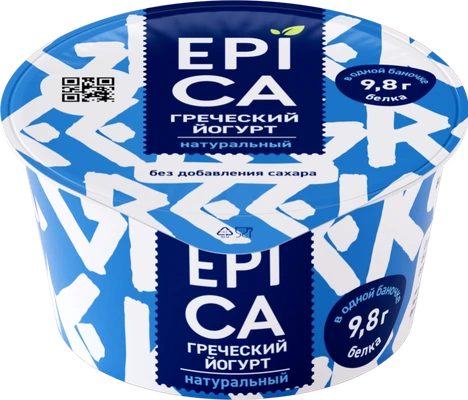 EPI
CA
ГРЕЧЕСКИЙ
ЙОГУРТ
натуральный
в одной баночке
9,8 г
белка
без добавления сахара
EPI
CA
ГРЕЧЕСКИЙ
ЙОГУРТ
натуральный
в одной баночке
9,8 г
белка